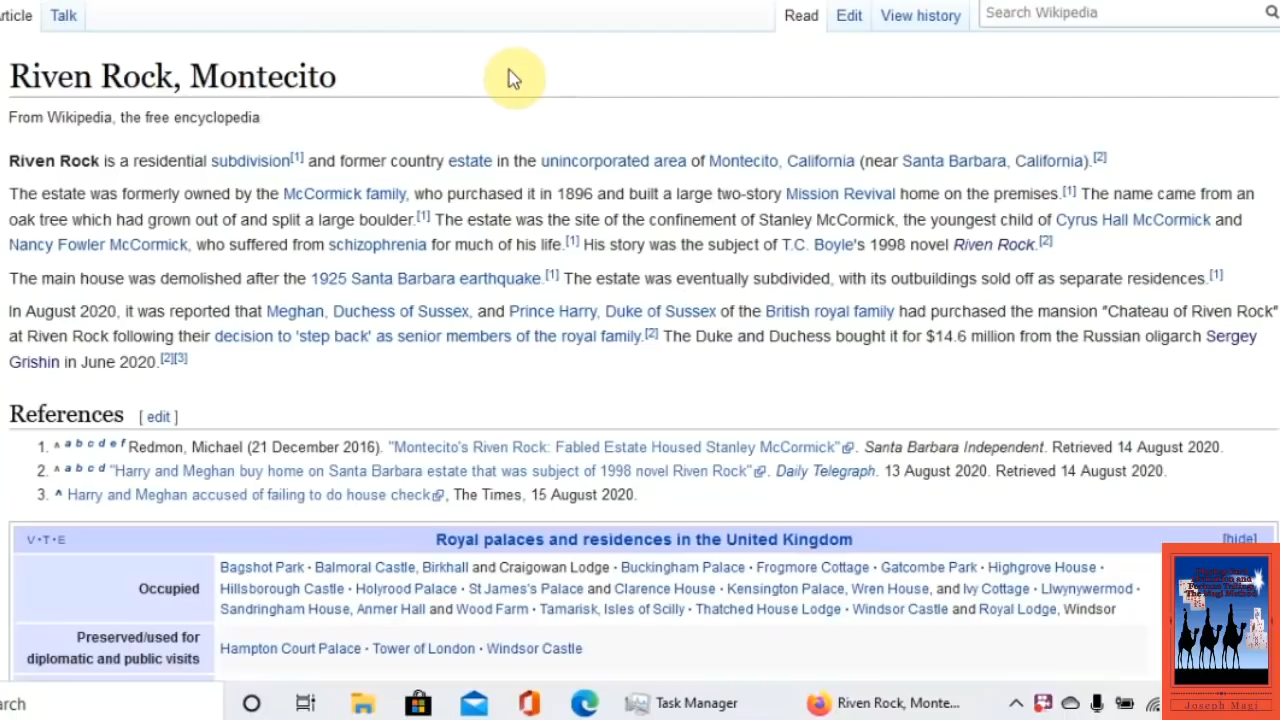 rticle Talk Read Edit View history Search Wikipedia
Riven Rock, Montecito
From Wikipedia, the free encyclopedia
Riven Rock is a residential subdivision[1] and former country estate in the unincorporated area of Montecito, California (near Santa Barbara, California).[2]
The estate was formerly owned by the McCormick family, who purchased it in 1896 and built a large two-story Mission Revival home on the premises.[1] The name came from an
oak tree which had grown out of and split a large boulder.[1] The estate was the site of the confinement of Stanley McCormick, the youngest child of Cyrus Hall McCormick and
Nancy Fowler McCormick, who suffered from schizophrenia for much of his life.[1] His story was the subject of T.C. Boyle's 1998 novel Riven Rock.[2]
The main house was demolished after the 1925 Santa Barbara earthquake.[1] The estate was eventually subdivided, with its outbuildings sold off as separate residences.[1]
In August 2020, it was reported that Meghan, Duchess of Sussex, and Prince Harry, Duke of Sussex of the British royal family had purchased the mansion "Chateau of Riven Rock"
at Riven Rock following their decision to 'step back' as senior members of the royal family.[2] The Duke and Duchess bought it for $14.6 million from the Russian oligarch Sergey
Grishin in June 2020.[2][3]
References [ edit ]
1. ^ a b c d e f Redmon, Michael (21 December 2016). "Montecito's Riven Rock: Fabled Estate Housed Stanley McCormick". Santa Barbara Independent. Retrieved 14 August 2020.
2. ^ a b c d "Harry and Meghan buy home on Santa Barbara estate that was subject of 1998 novel Riven Rock". Daily Telegraph. 13 August 2020. Retrieved 14 August 2020.
3. ^ Harry and Meghan accused of failing to do house check, The Times, 15 August 2020.
V·T·E Royal palaces and residences in the United Kingdom [hide]
Occupied
Bagshot Park · Balmoral Castle, Birkhall and Craigowan Lodge · Buckingham Palace · Frogmore Cottage · Gatcombe Park · Highgrove House ·
Hillsborough Castle · Holyrood Palace · St James's Palace and Clarence House · Kensington Palace, Wren House, and Ivy Cottage · Llwynywermod ·
Sandringham House, Anmer Hall and Wood Farm · Tamarisk, Isles of Scilly · Thatched House Lodge · Windsor Castle and Royal Lodge, Windsor
Preserved/used for
diplomatic and public visits
Hampton Court Palace · Tower of London · Windsor Castle
arch Task Manager Riven Rock, Monte...
The Magi Method
Joseph Magi